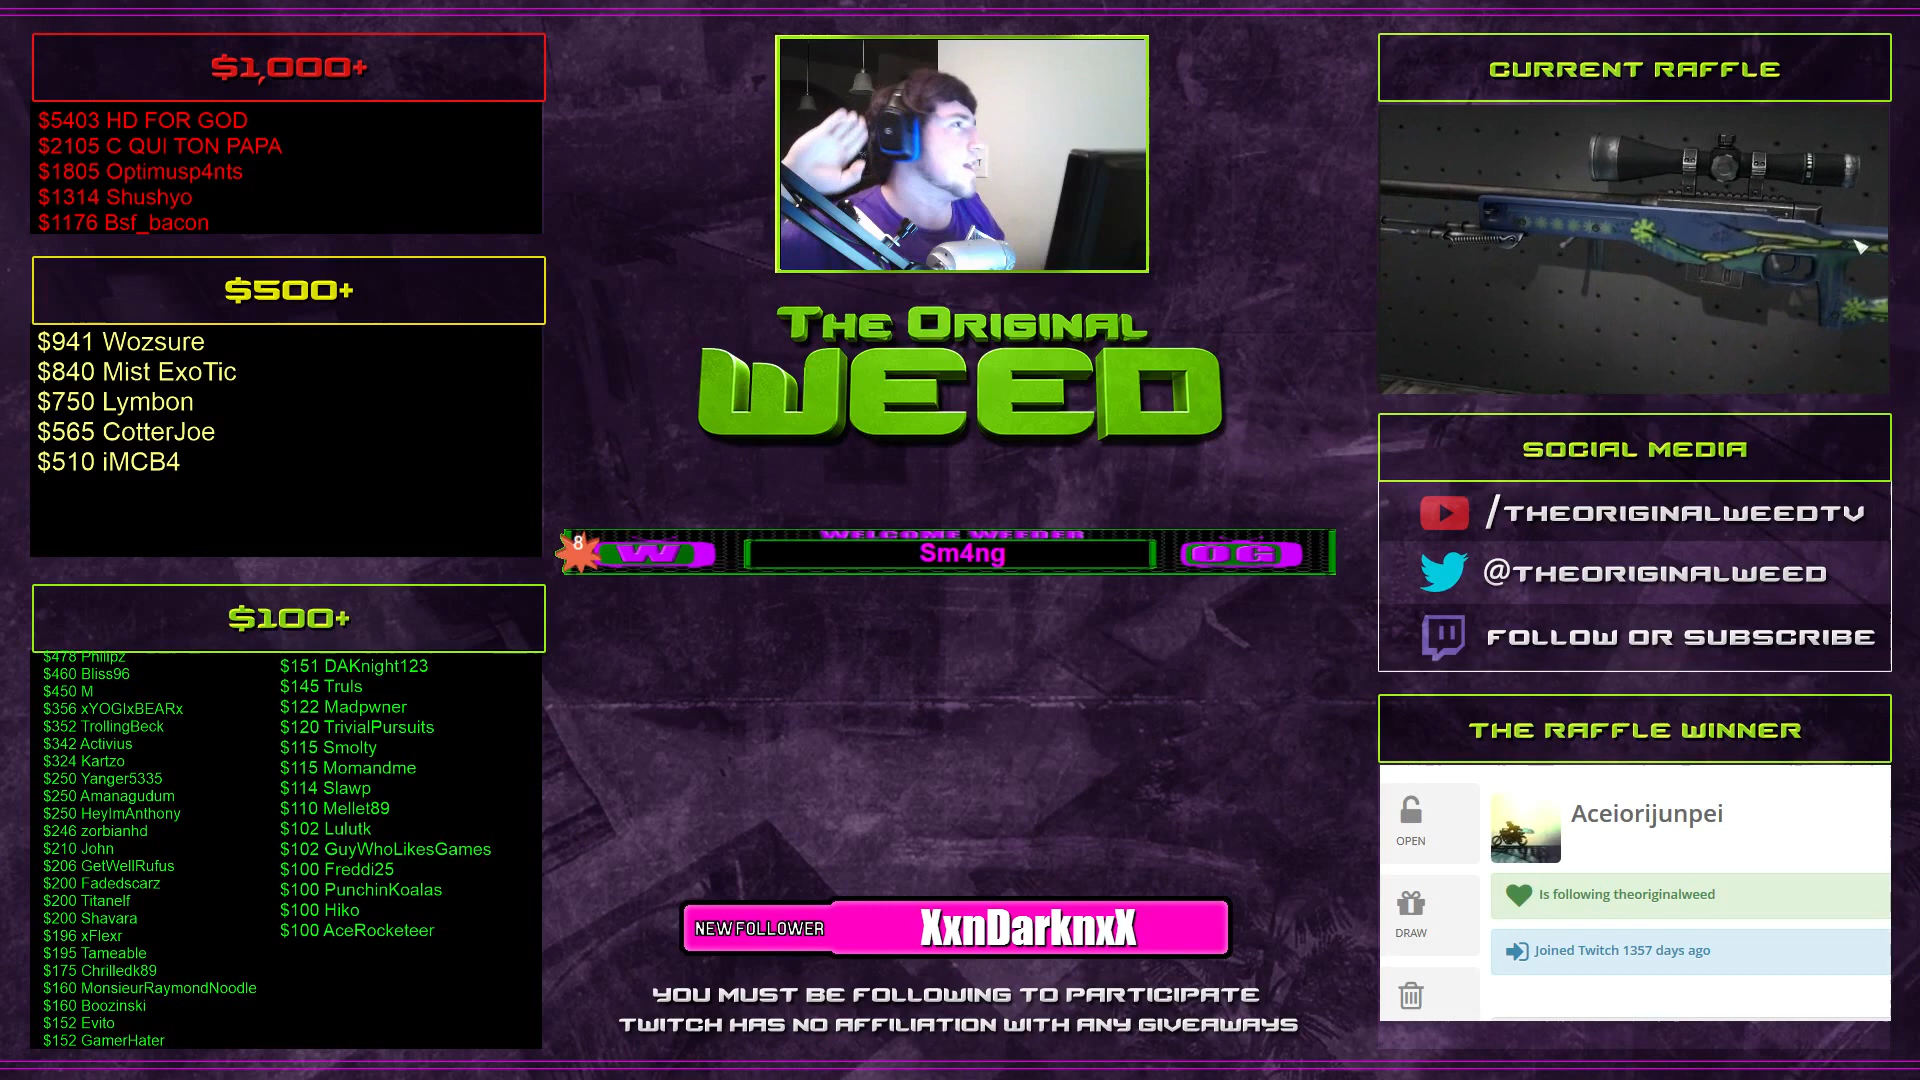 $1,000+
$5403 HD FOR GOD
$2105 C QUI TON PAPA
$1805 Optimusp4nts
$1314 Shushyo
$1176 Bsf_bacon
$500+
$941 Wozsure
$840 Mist ExoTic
$750 Lymbon
$565 CotterJoe
$510 iMCB4
$100+
$478 Philipz
$460 Bliss96
$450 M
$356 xYOGIxBEARx
$352 TrollingBeck
$342 Activius
$324 Kartzo
$250 Yanger5335
$250 Amanagudum
$250 HeyImAnthony
$246 zorbianhd
$210 John
$206 GetWellRufus
$200 Fadedscarz
$200 Titanelf
$200 Shavara
$196 xFlexr
$195 Tameable
$175 Chrilledk89
$160 MonsieurRaymondNoodle
$160 Boozinski
$152 Evito
$152 GamerHater
$151 DAKnight123
$145 Truls
$122 Madpwner
$120 TrivialPursuits
$115 Smolty
$115 Momandme
$114 Slawp
$110 Mellet89
$102 Lulutk
$102 GuyWhoLikesGames
$100 Freddi25
$100 PunchinKoalas
$100 Hiko
$100 AceRocketeer
THE ORIGINAL
WEED
WELCOME WEEDER
8 W Sm4ng OG
NEW FOLLOWER XxnDarknxX
YOU MUST BE FOLLOWING TO PARTICIPATE
TWITCH HAS NO AFFILIATION WITH ANY GIVEAWAYS
CURRENT RAFFLE
SOCIAL MEDIA
/THEORIGINALWEEDTV
@THEORIGINALWEED
FOLLOW OR SUBSCRIBE
THE RAFFLE WINNER
OPEN
DRAW
Aceiorijunpei
Is following theoriginalweed
Joined Twitch 1357 days ago